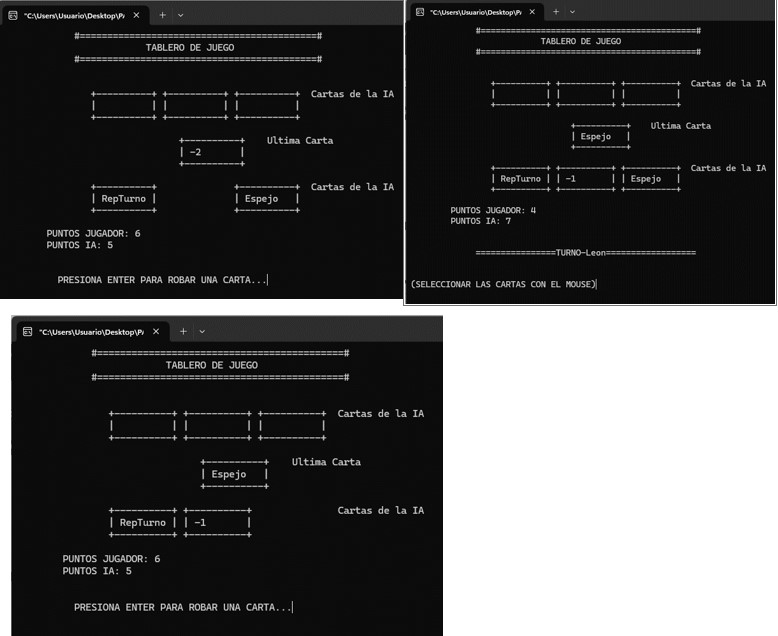 "C:\Users\Usuario\Desktop\PA
#===========================================#
TABLERO DE JUEGO
#===========================================#
+----------+ +----------+ +----------+ Cartas de la IA
| | | | | |
+----------+ +----------+ +----------+
+----------+ Ultima Carta
| -2 |
+----------+
+----------+ +----------+ Cartas de la IA
| RepTurno | | Espejo |
+----------+ +----------+
PUNTOS JUGADOR: 6
PUNTOS IA: 5
PRESIONA ENTER PARA ROBAR UNA CARTA...
"C:\Users\Usuario\Desktop\PA
#===========================================#
TABLERO DE JUEGO
#===========================================#
+----------+ +----------+ +----------+ Cartas de la IA
| | | | | |
+----------+ +----------+ +----------+
+----------+ Ultima Carta
| Espejo |
+----------+
+----------+ +----------+ +----------+ Cartas de la IA
| RepTurno | | -1 | | Espejo |
+----------+ +----------+ +----------+
PUNTOS JUGADOR: 4
PUNTOS IA: 7
================TURNO-Leon==================
(SELECCIONAR LAS CARTAS CON EL MOUSE)
"C:\Users\Usuario\Desktop\PA
#===========================================#
TABLERO DE JUEGO
#===========================================#
+----------+ +----------+ +----------+ Cartas de la IA
| | | | | |
+----------+ +----------+ +----------+
+----------+ Ultima Carta
| Espejo |
+----------+
+----------+ +----------+ Cartas de la IA
| RepTurno | | -1 |
+----------+ +----------+
PUNTOS JUGADOR: 6
PUNTOS IA: 5
PRESIONA ENTER PARA ROBAR UNA CARTA...